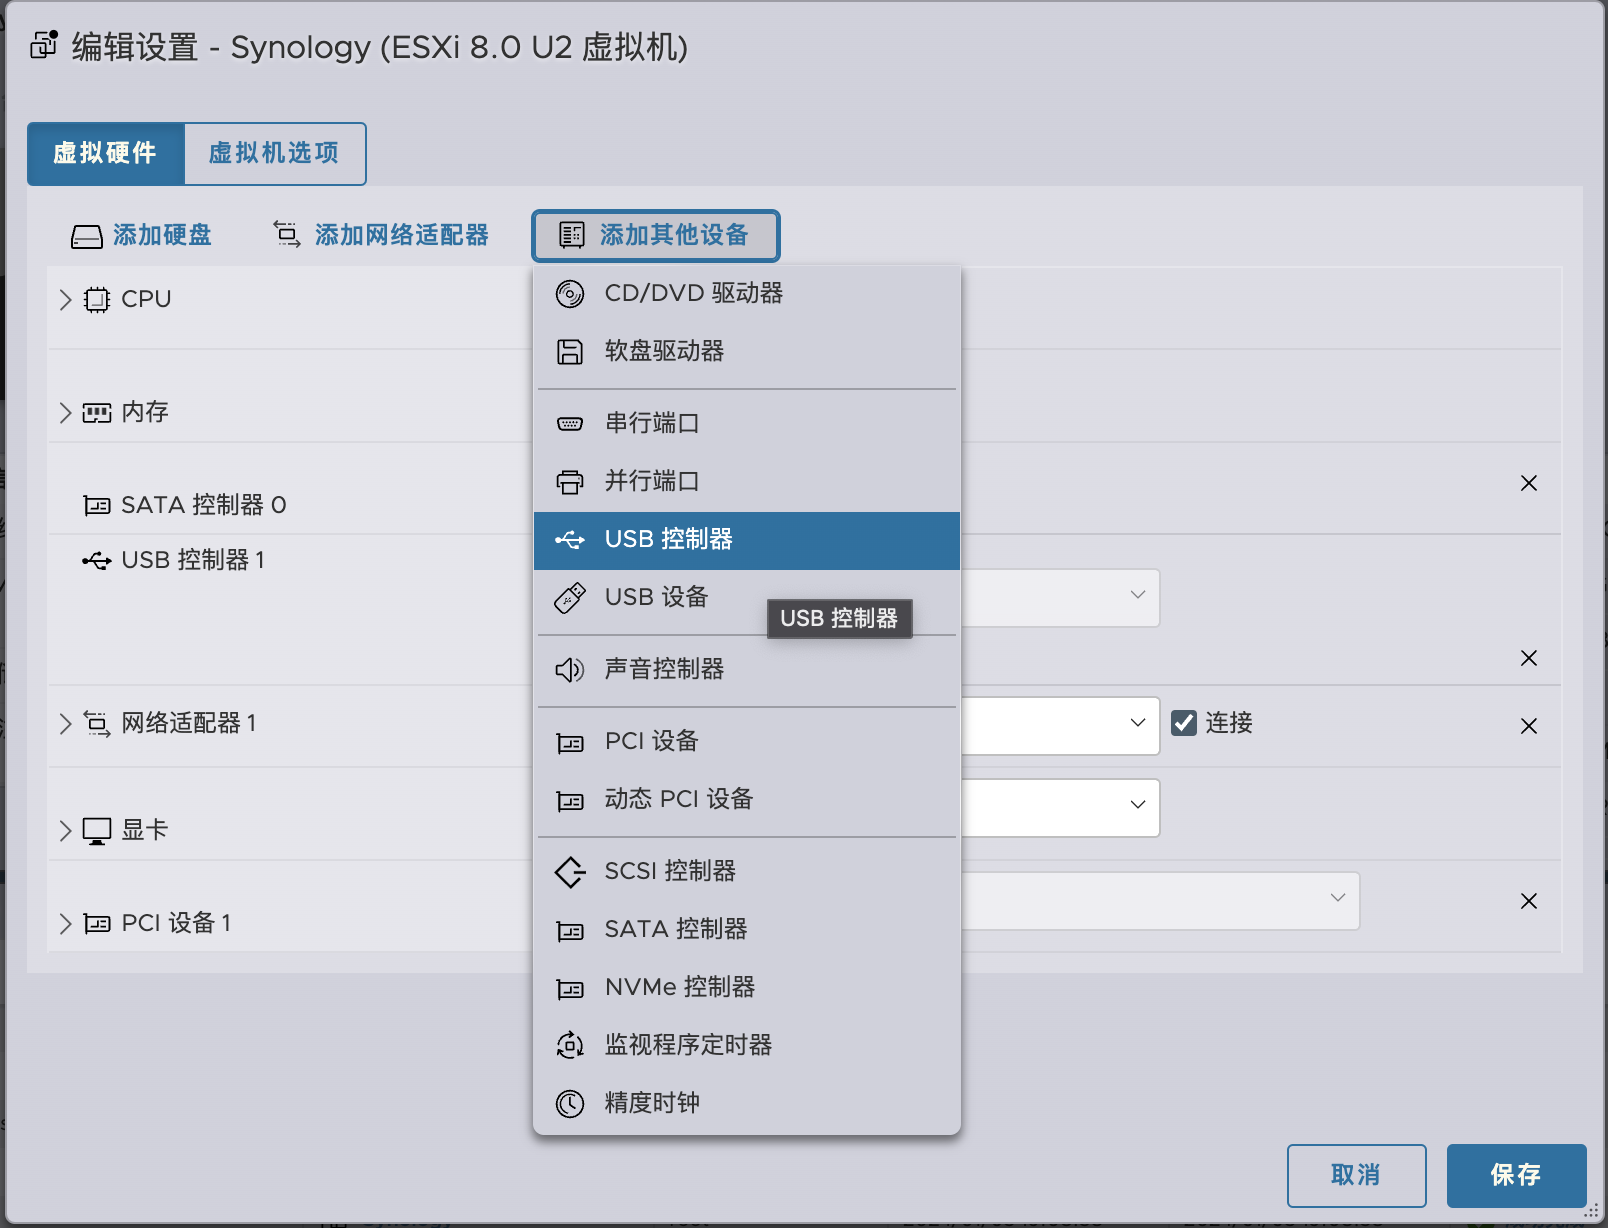 编辑设置 - Synology (ESXi 8.0 U2 虚拟机)
虚拟硬件
虚拟机选项
添加硬盘
添加网络适配器
添加其他设备
CPU
内存
SATA 控制器 0
USB 控制器 1
网络适配器 1
连接
显卡
PCI 设备 1
CD/DVD 驱动器
软盘驱动器
串行端口
并行端口
USB 控制器
USB 设备
USB 控制器
声音控制器
PCI 设备
动态 PCI 设备
SCSI 控制器
SATA 控制器
NVMe 控制器
监视程序定时器
精度时钟
取消
保存